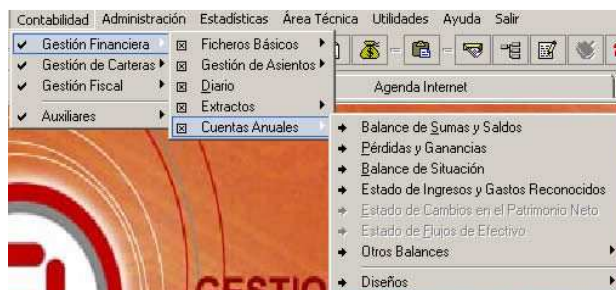 Contabilidad Administración Estadísticas Área Técnica Utilidades Ayuda Salir
Gestión Financiera
Gestión de Carteras
Gestión Fiscal
Auxiliares
Ficheros Básicos
Gestión de Asientos
Diario
Extractos
Cuentas Anuales
Agenda Internet
Balance de Sumas y Saldos
Pérdidas y Ganancias
Balance de Situación
Estado de Ingresos y Gastos Reconocidos
Estado de Cambios en el Patrimonio Neto
Estado de Flujos de Efectivo
Otros Balances
Diseños
GESTIO